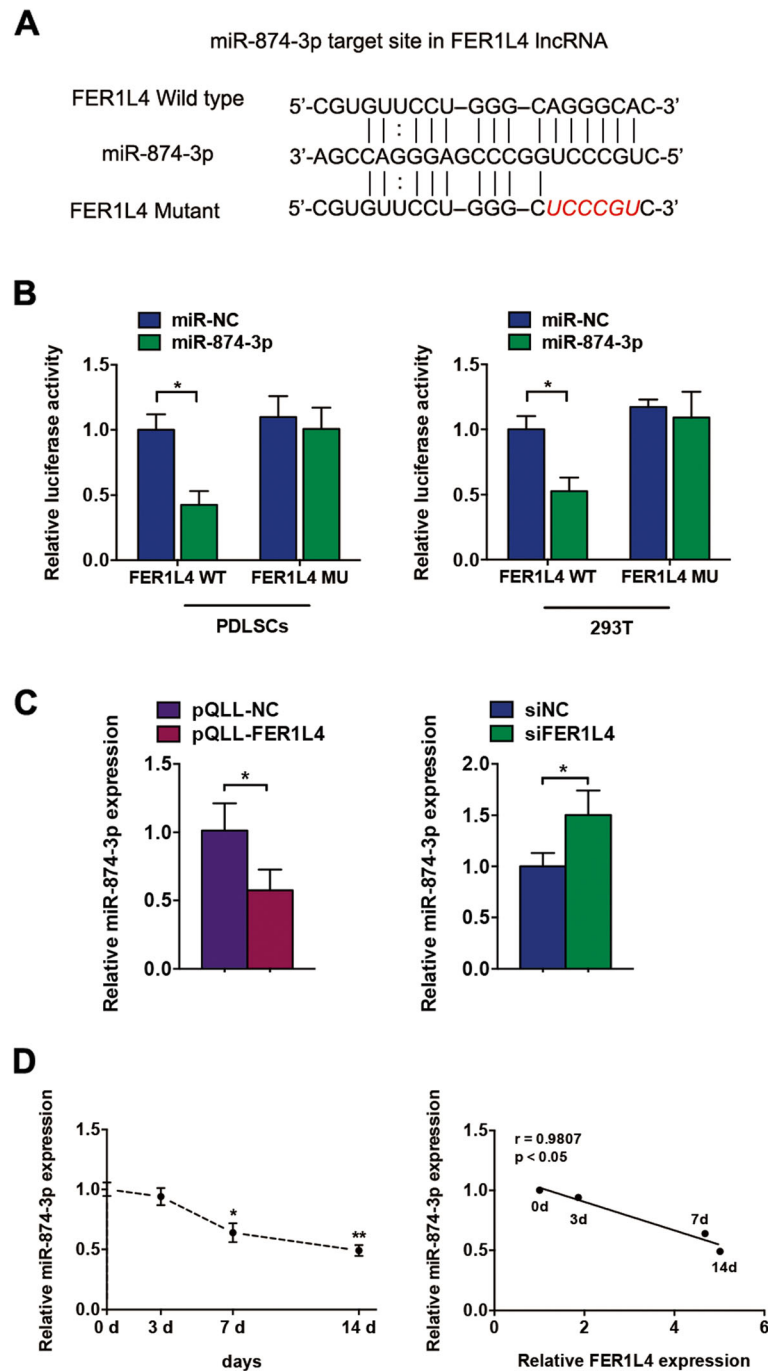 A
miR-874-3p target site in FER1L4 lncRNA
FER1L4 Wild type 5'-CGUGUUCCU–GGG–CAGGGCAC-3'
miR-874-3p 3'-AGCCAGGGAGCCCGGUCCCGUC-5'
FER1L4 Mutant 5'-CGUGUUCCU–GGG–CUCCCGUC-3'
B
miR-NC
miR-874-3p
Relative luciferase activity
1.5
1.0
0.5
0.0
*
FER1L4 WT FER1L4 MU
PDLSCs
miR-NC
miR-874-3p
Relative luciferase activity
1.5
1.0
0.5
0.0
*
FER1L4 WT FER1L4 MU
293T
C
pQLL-NC
pQLL-FER1L4
Relative miR-874-3p expression
1.5
1.0
0.5
0.0
*
siNC
siFER1L4
Relative miR-874-3p expression
2.0
1.5
1.0
0.5
0.0
*
D
Relative miR-874-3p expression
1.5
1.0
0.5
0.0
*
**
0 d 3 d 7 d 14 d
days
Relative miR-874-3p expression
1.5
1.0
0.5
0.0
r = 0.9807
p < 0.05
0d
3d
7d
14d
0 2 4 6
Relative FER1L4 expression